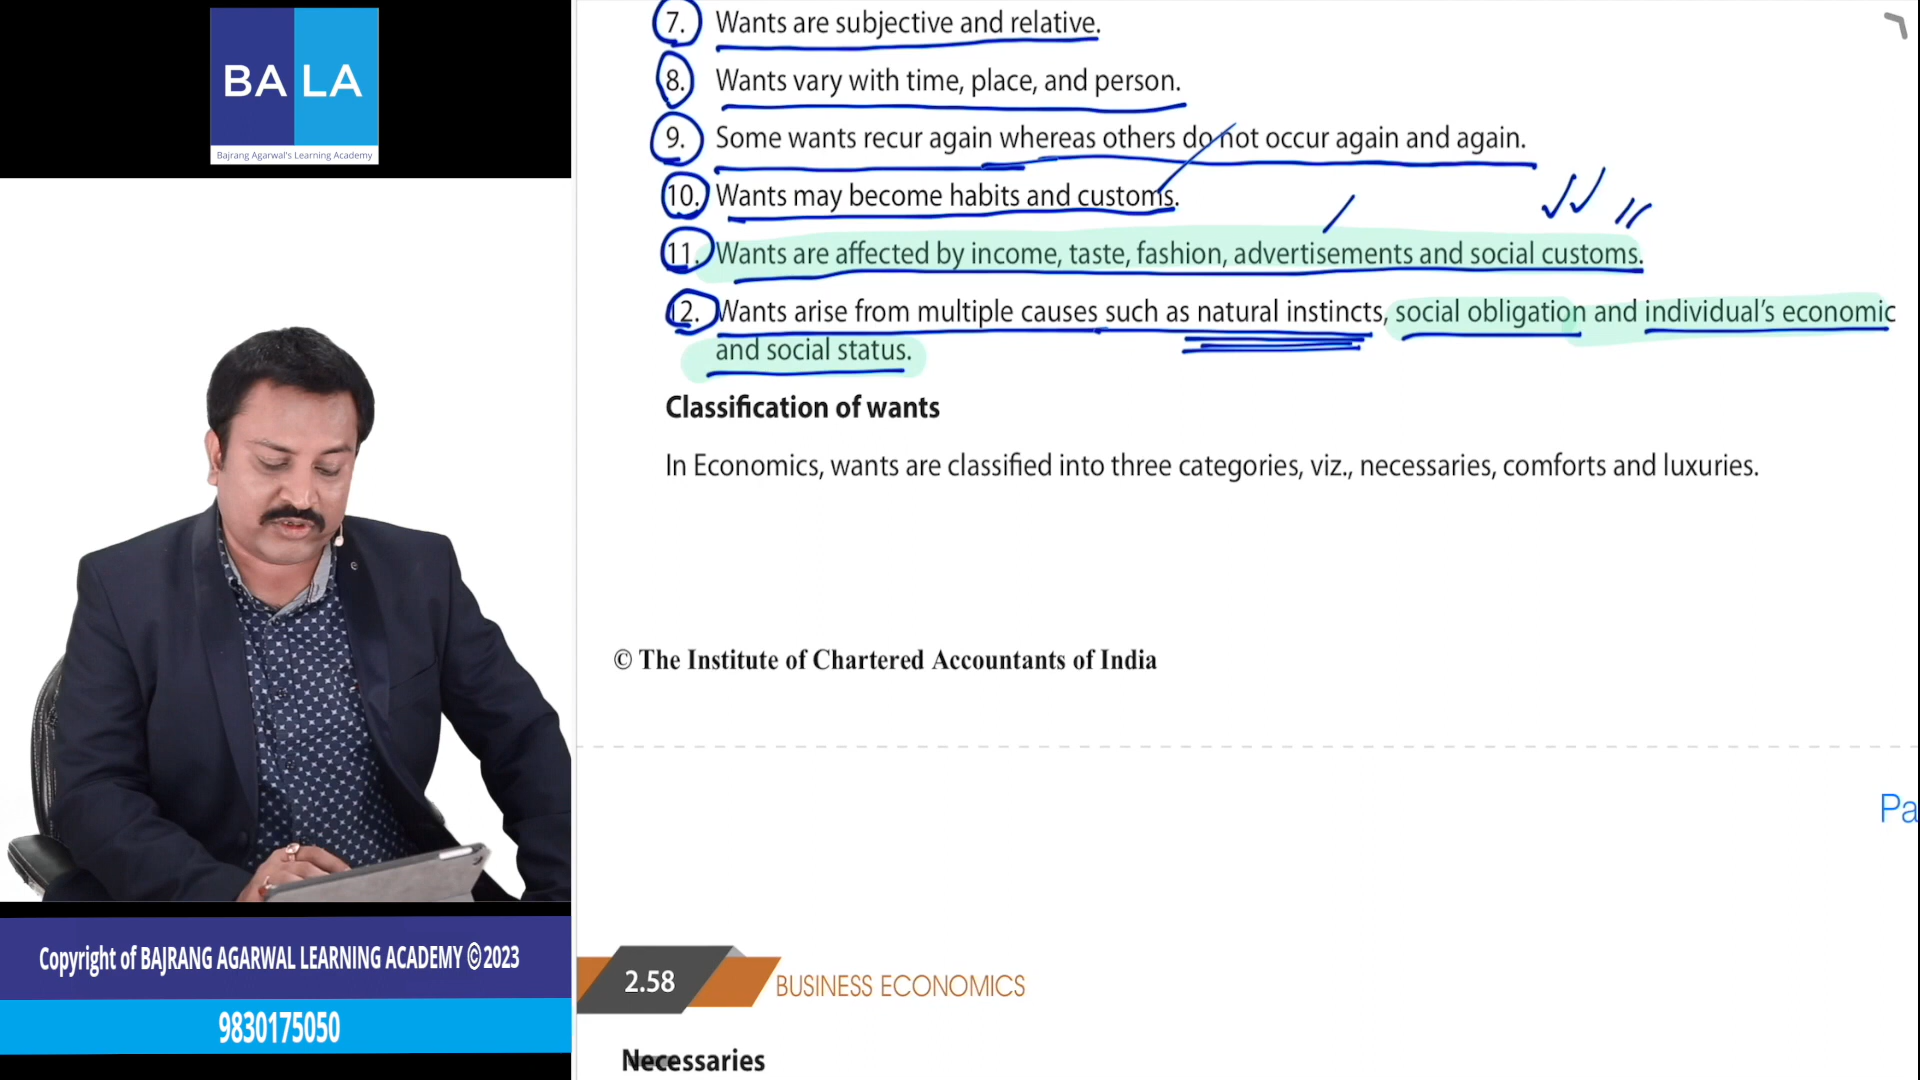 BA LA
Bajrang Agarwal's Learning Academy
7. Wants are subjective and relative.
8. Wants vary with time, place, and person.
9. Some wants recur again whereas others do not occur again and again.
10. Wants may become habits and customs.
11. Wants are affected by income, taste, fashion, advertisements and social customs.
12. Wants arise from multiple causes such as natural instincts, social obligation and individual's economic
and social status.
Classification of wants
In Economics, wants are classified into three categories, viz., necessaries, comforts and luxuries.
© The Institute of Chartered Accountants of India
Pa
2.58 BUSINESS ECONOMICS
Necessaries
Copyright of BAJRANG AGARWAL LEARNING ACADEMY ©2023
9830175050